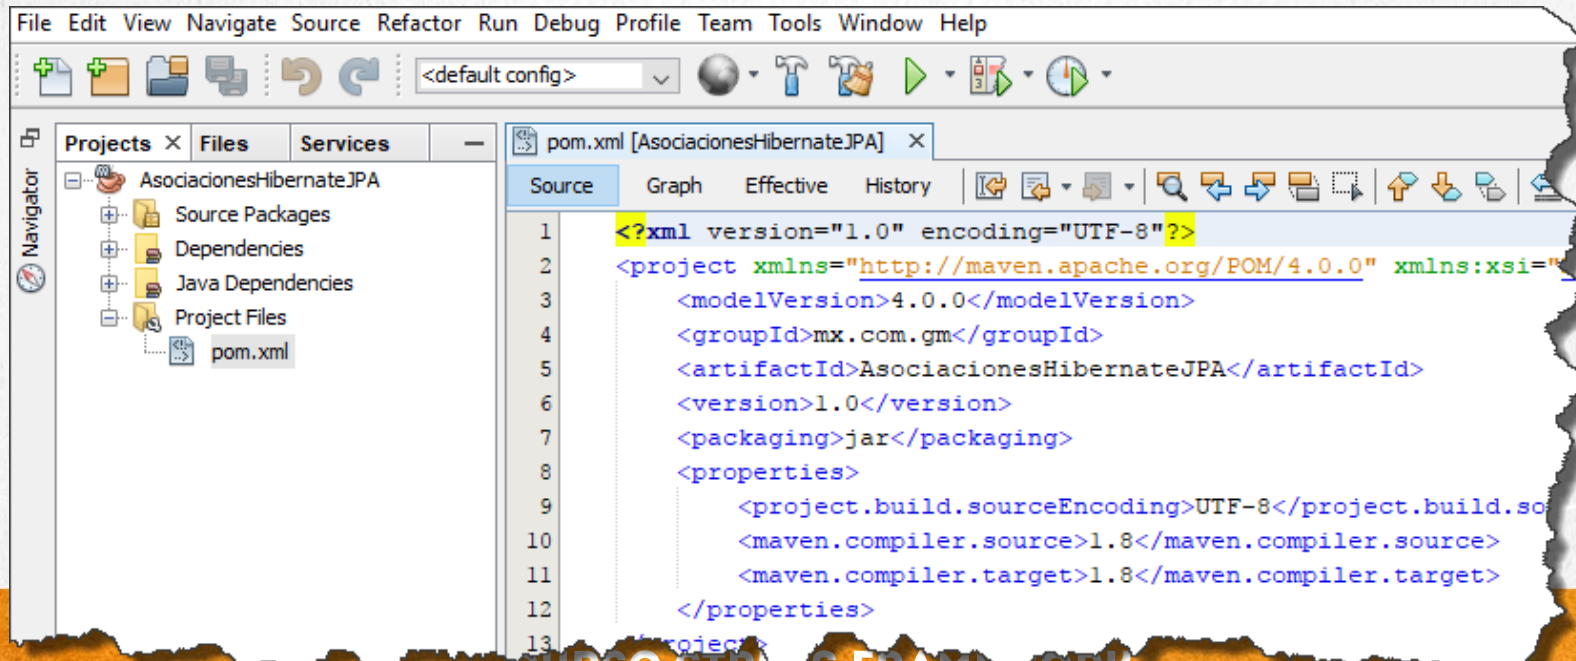 File Edit View Navigate Source Refactor Run Debug Profile Team Tools Window Help
<default config>
Projects Files Services
Navigator
AsociacionesHibernateJPA
Source Packages
Dependencies
Java Dependencies
Project Files
pom.xml
pom.xml [AsociacionesHibernateJPA]
Source Graph Effective History
1 <?xml version="1.0" encoding="UTF-8"?>
2 <project xmlns="http://maven.apache.org/POM/4.0.0" xmlns:xsi="
3 <modelVersion>4.0.0</modelVersion>
4 <groupId>mx.com.gm</groupId>
5 <artifactId>AsociacionesHibernateJPA</artifactId>
6 <version>1.0</version>
7 <packaging>jar</packaging>
8 <properties>
9 <project.build.sourceEncoding>UTF-8</project.build.so
10 <maven.compiler.source>1.8</maven.compiler.source>
11 <maven.compiler.target>1.8</maven.compiler.target>
12 </properties>
13 </project>